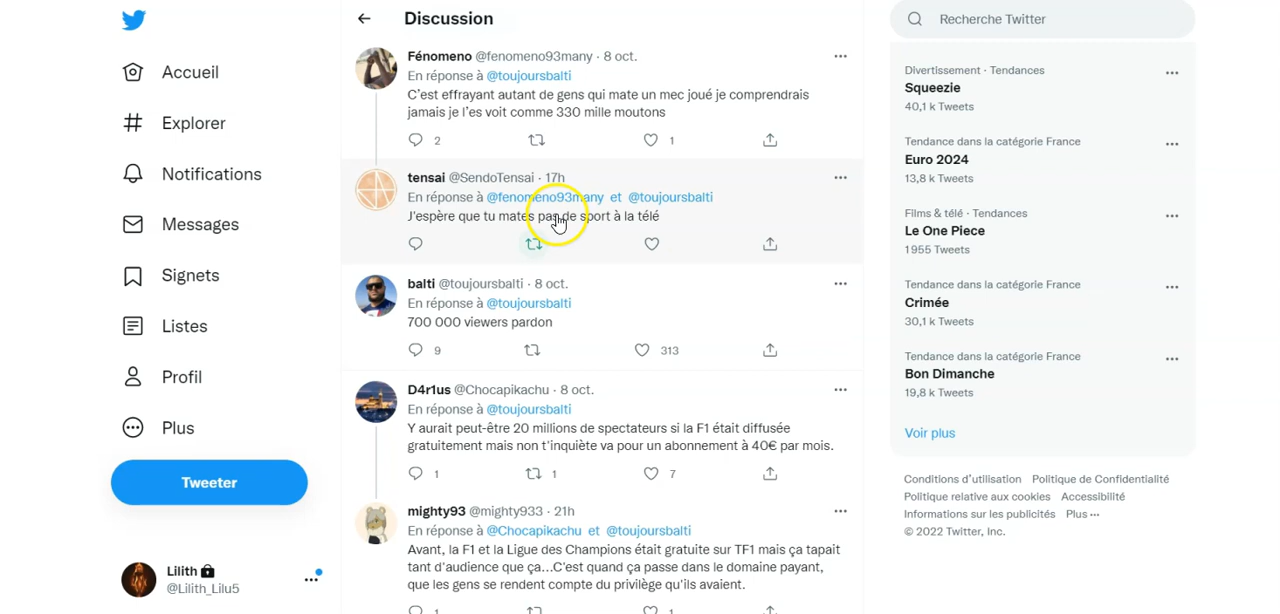 Accueil
Explorer
Notifications
Messages
Signets
Listes
Profil
Plus
Tweeter
Lilith
@Lilith_Lilu5
Discussion
Fénomeno @fenomeno93many · 8 oct.
En réponse à @toujoursbalti
C'est effrayant autant de gens qui mate un mec joué je comprendrais
jamais je l'es voit comme 330 mille moutons
2
1
tensai @SendoTensai · 17h
En réponse à @fenomeno93many et @toujoursbalti
J'espère que tu mates pas de sport à la télé
balti @toujoursbalti · 8 oct.
En réponse à @toujoursbalti
700 000 viewers pardon
9
313
D4r1us @Chocapikachu · 8 oct.
En réponse à @toujoursbalti
Y aurait peut-être 20 millions de spectateurs si la F1 était diffusée
gratuitement mais non t'inquiète va pour un abonnement à 40€ par mois.
1
1
7
mighty93 @mighty933 · 21h
En réponse à @Chocapikachu et @toujoursbalti
Avant, la F1 et la Ligue des Champions était gratuite sur TF1 mais ça tapait
tant d'audience que ça...C'est quand ça passe dans le domaine payant,
que les gens se rendent compte du privilège qu'ils avaient.
1
1
Recherche Twitter
Divertissement · Tendances
Squeezie
40,1 k Tweets
Tendance dans la catégorie France
Euro 2024
13,8 k Tweets
Films & télé · Tendances
Le One Piece
1 955 Tweets
Tendance dans la catégorie France
Crimée
30,1 k Tweets
Tendance dans la catégorie France
Bon Dimanche
19,8 k Tweets
Voir plus
Conditions d'utilisation Politique de Confidentialité
Politique relative aux cookies Accessibilité
Informations sur les publicités Plus ···
© 2022 Twitter, Inc.